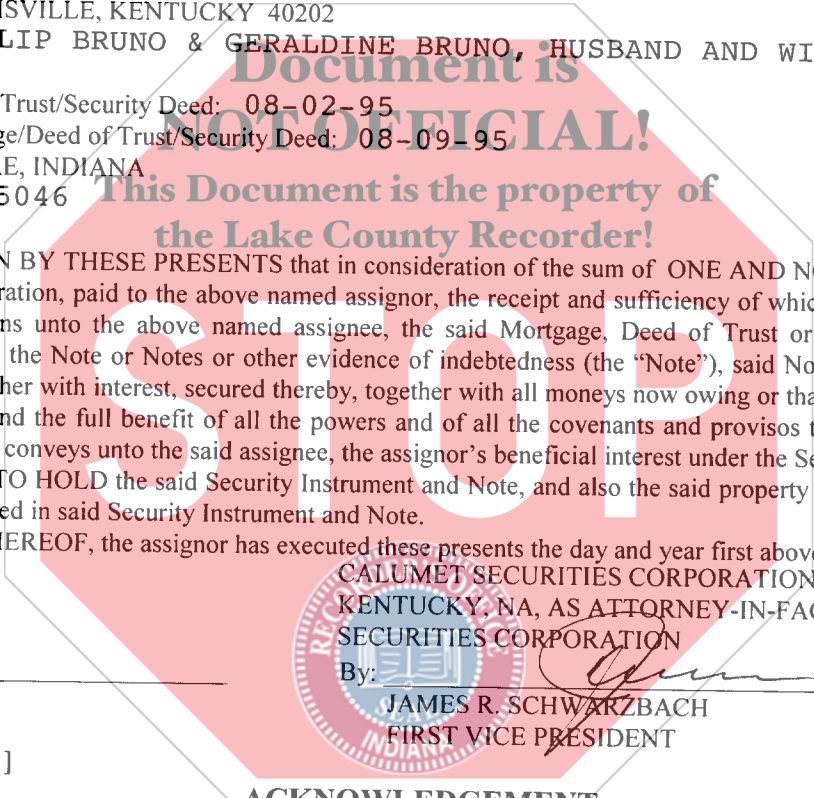 ISVILLE, KENTUCKY 40202
LIP BRUNO & GERALDINE BRUNO, HUSBAND AND WI
Document is
Trust/Security Deed: 08-02-95
NOT OFFICIAL!
ge/Deed of Trust/Security Deed: 08-09-95
E, INDIANA
5046
This Document is the property of
the Lake County Recorder!
N BY THESE PRESENTS that in consideration of the sum of ONE AND N
ration, paid to the above named assignor, the receipt and sufficiency of whic
ns unto the above named assignee, the said Mortgage, Deed of Trust or
the Note or Notes or other evidence of indebtedness (the “Note”), said No
her with interest, secured thereby, together with all moneys now owing or tha
nd the full benefit of all the powers and of all the covenants and provisos t
conveys unto the said assignee, the assignor’s beneficial interest under the Se
TO HOLD the said Security Instrument and Note, and also the said property
ed in said Security Instrument and Note.
HEREOF, the assignor has executed these presents the day and year first above
STOP
CALUMET SECURITIES CORPORATION
KENTUCKY, NA, AS ATTORNEY-IN-FAC
SECURITIES CORPORATION
By:
JAMES R. SCHWARZBACH
FIRST VICE PRESIDENT
SEAL
INDIANA
]
ACKNOWLEDGEMENT